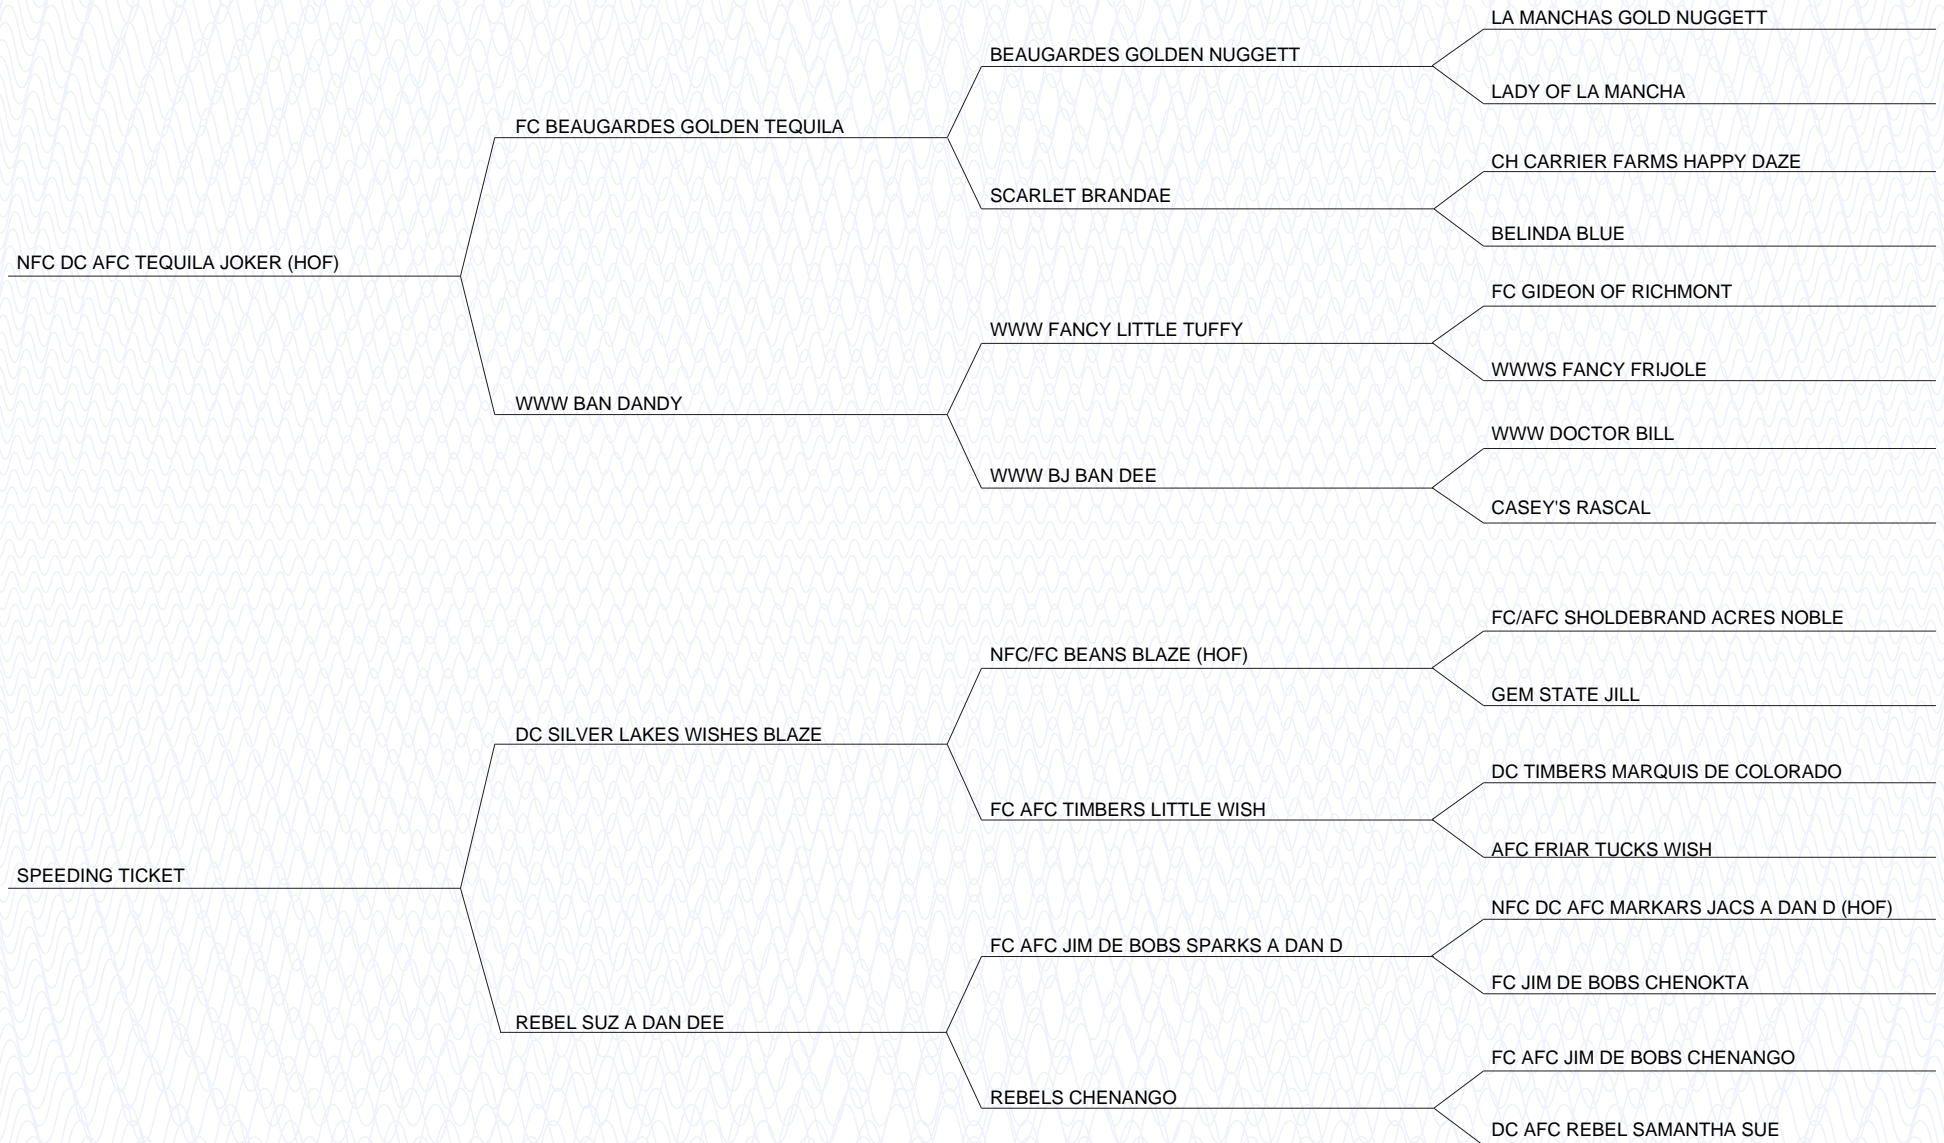 LA MANCHAS GOLD NUGGETT
BEAUGARDES GOLDEN NUGGETT
LADY OF LA MANCHA
FC BEAUGARDES GOLDEN TEQUILA
CH CARRIER FARMS HAPPY DAZE
SCARLET BRANDAE
BELINDA BLUE
NFC DC AFC TEQUILA JOKER (HOF)
FC GIDEON OF RICHMONT
WWW FANCY LITTLE TUFFY
WWWS FANCY FRIJOLE
WWW BAN DANDY
WWW DOCTOR BILL
WWW BJ BAN DEE
CASEY'S RASCAL
FC/AFC SHOLDEBRAND ACRES NOBLE
NFC/FC BEANS BLAZE (HOF)
GEM STATE JILL
DC SILVER LAKES WISHES BLAZE
DC TIMBERS MARQUIS DE COLORADO
FC AFC TIMBERS LITTLE WISH
AFC FRIAR TUCKS WISH
SPEEDING TICKET
NFC DC AFC MARKARS JACS A DAN D (HOF)
FC AFC JIM DE BOBS SPARKS A DAN D
FC JIM DE BOBS CHENOKTA
REBEL SUZ A DAN DEE
FC AFC JIM DE BOBS CHENANGO
REBELS CHENANGO
DC AFC REBEL SAMANTHA SUE